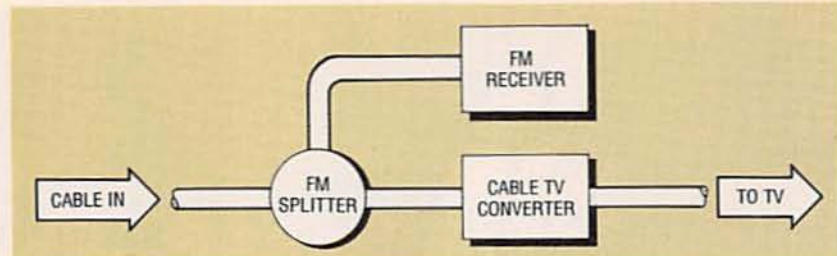 FM
RECEIVER
CABLE IN
FM
SPLITTER
CABLE TV
CONVERTER
TO TV